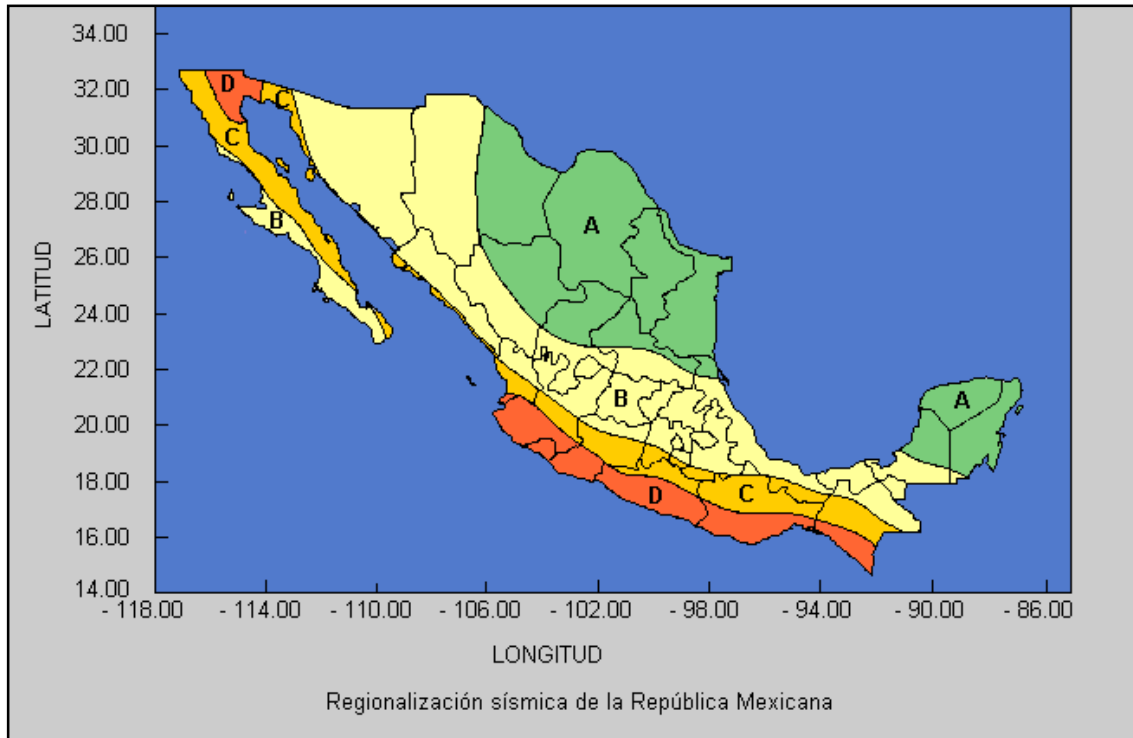 34.00
32.00
30.00
28.00
26.00
24.00
22.00
20.00
18.00
16.00
14.00
LATITUD
D
C
C
B
A
B
A
C
D
- 118.00 - 114.00 - 110.00 - 106.00 - 102.00 - 98.00 - 94.00 - 90.00 - 86.00
LONGITUD
Regionalización sísmica de la República Mexicana